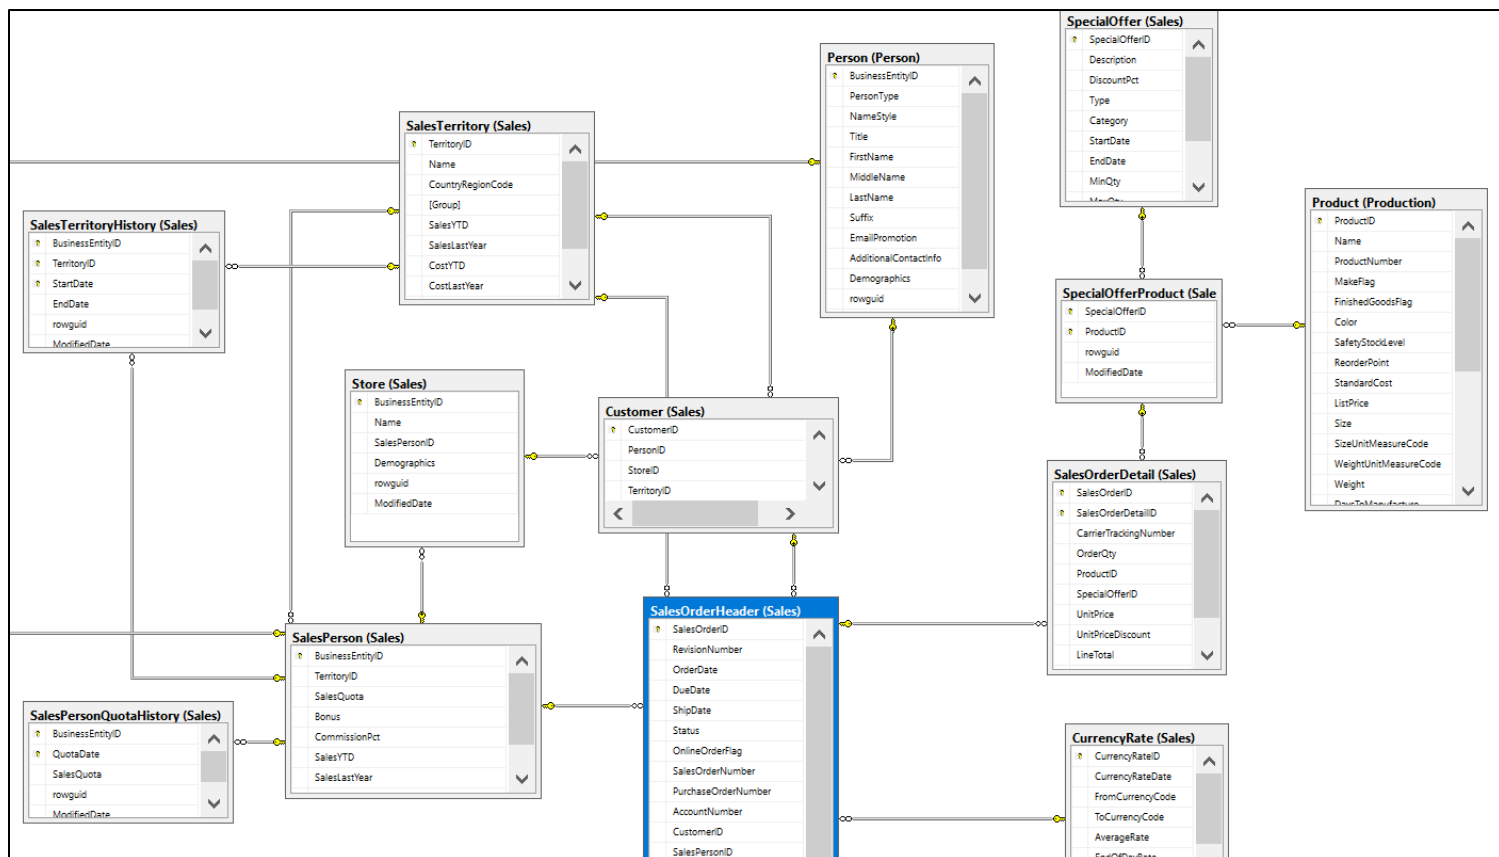 SpecialOffer (Sales)
SpecialOfferID
Description
DiscountPct
Type
Category
StartDate
EndDate
MinQty
MaxQty
Person (Person)
BusinessEntityID
PersonType
NameStyle
Title
FirstName
MiddleName
LastName
Suffix
EmailPromotion
AdditionalContactInfo
Demographics
rowguid
SalesTerritory (Sales)
TerritoryID
Name
CountryRegionCode
[Group]
SalesYTD
SalesLastYear
CostYTD
CostLastYear
Product (Production)
ProductID
Name
ProductNumber
MakeFlag
FinishedGoodsFlag
Color
SafetyStockLevel
ReorderPoint
StandardCost
ListPrice
Size
SizeUnitMeasureCode
WeightUnitMeasureCode
Weight
DaysToManufacture
SalesTerritoryHistory (Sales)
BusinessEntityID
TerritoryID
StartDate
EndDate
rowguid
ModifiedDate
SpecialOfferProduct (Sale
SpecialOfferID
ProductID
rowguid
ModifiedDate
Store (Sales)
BusinessEntityID
Name
SalesPersonID
Demographics
rowguid
ModifiedDate
Customer (Sales)
CustomerID
PersonID
StoreID
TerritoryID
SalesOrderDetail (Sales)
SalesOrderID
SalesOrderDetailID
CarrierTrackingNumber
OrderQty
ProductID
SpecialOfferID
UnitPrice
UnitPriceDiscount
LineTotal
SalesOrderHeader (Sales)
SalesOrderID
RevisionNumber
OrderDate
DueDate
ShipDate
Status
OnlineOrderFlag
SalesOrderNumber
PurchaseOrderNumber
AccountNumber
CustomerID
SalesPersonID
SalesPerson (Sales)
BusinessEntityID
TerritoryID
SalesQuota
Bonus
CommissionPct
SalesYTD
SalesLastYear
SalesPersonQuotaHistory (Sales)
BusinessEntityID
QuotaDate
SalesQuota
rowguid
ModifiedDate
CurrencyRate (Sales)
CurrencyRateID
CurrencyRateDate
FromCurrencyCode
ToCurrencyCode
AverageRate
EndOfDayRate